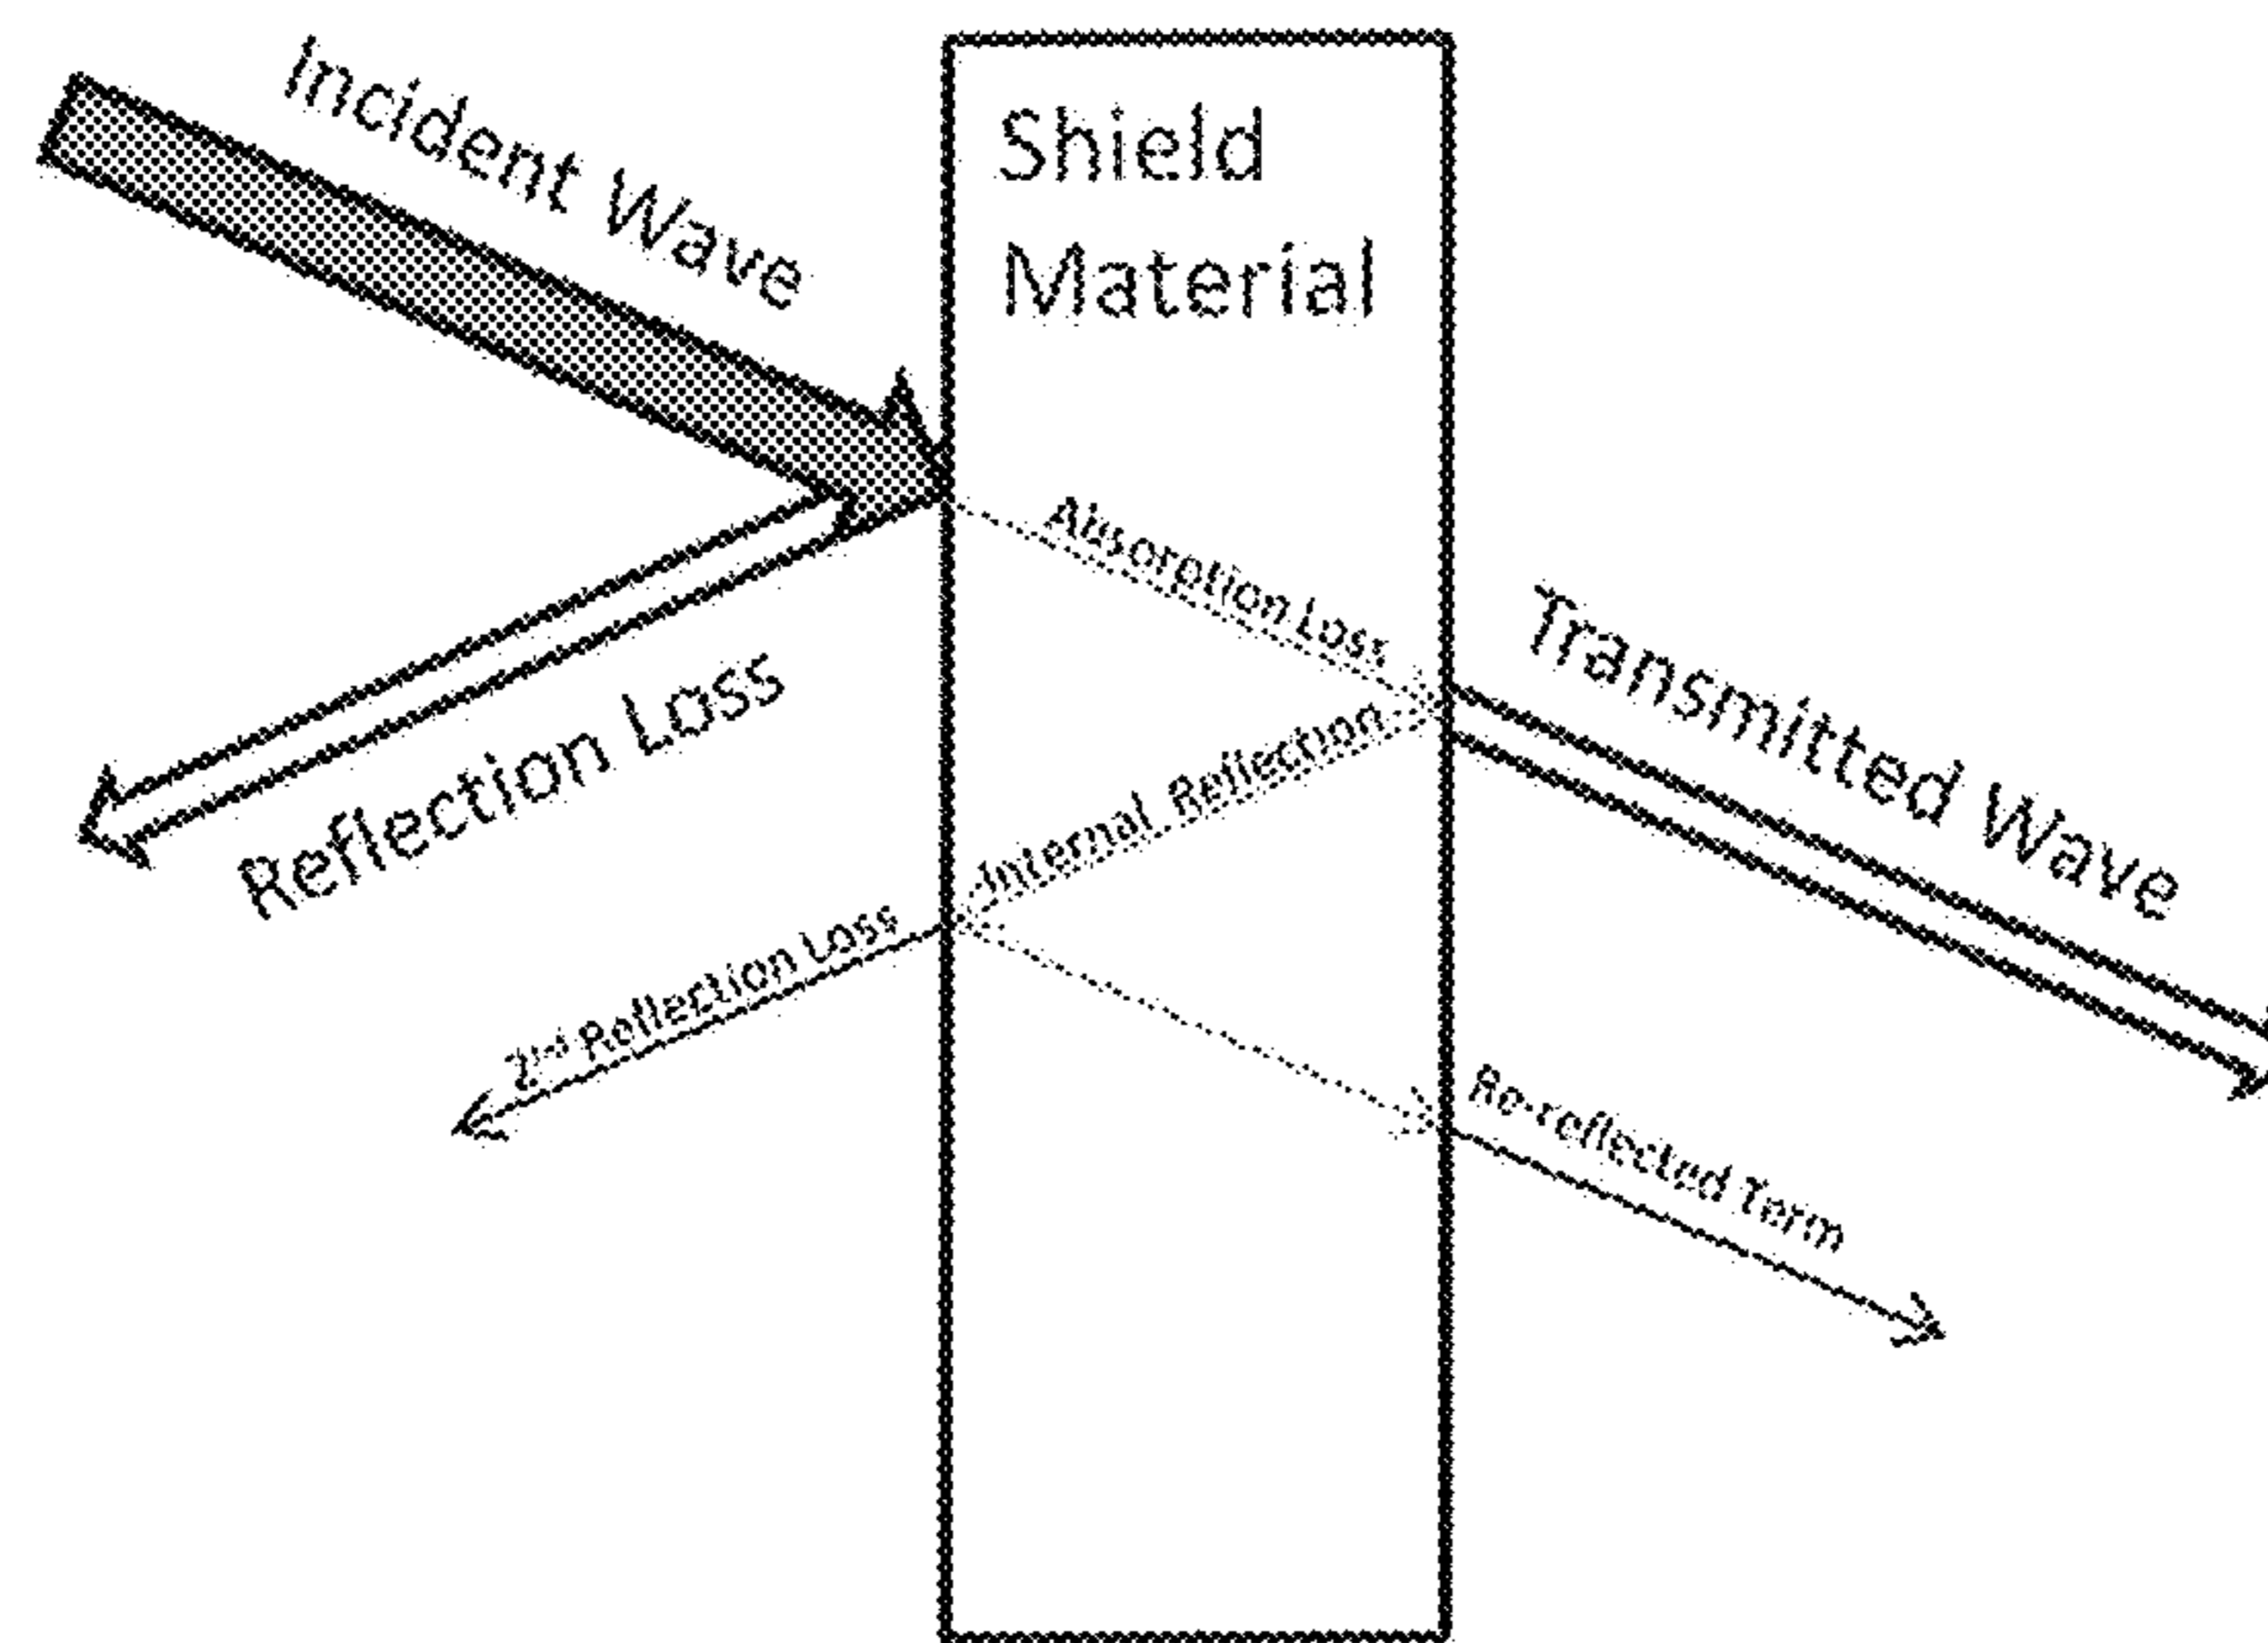 Incident Wave
Shield
Material
Absorption Loss
Transmitted Wave
Reflection Loss
Internal Reflection
2nd Reflection Loss
Re-reflected Term